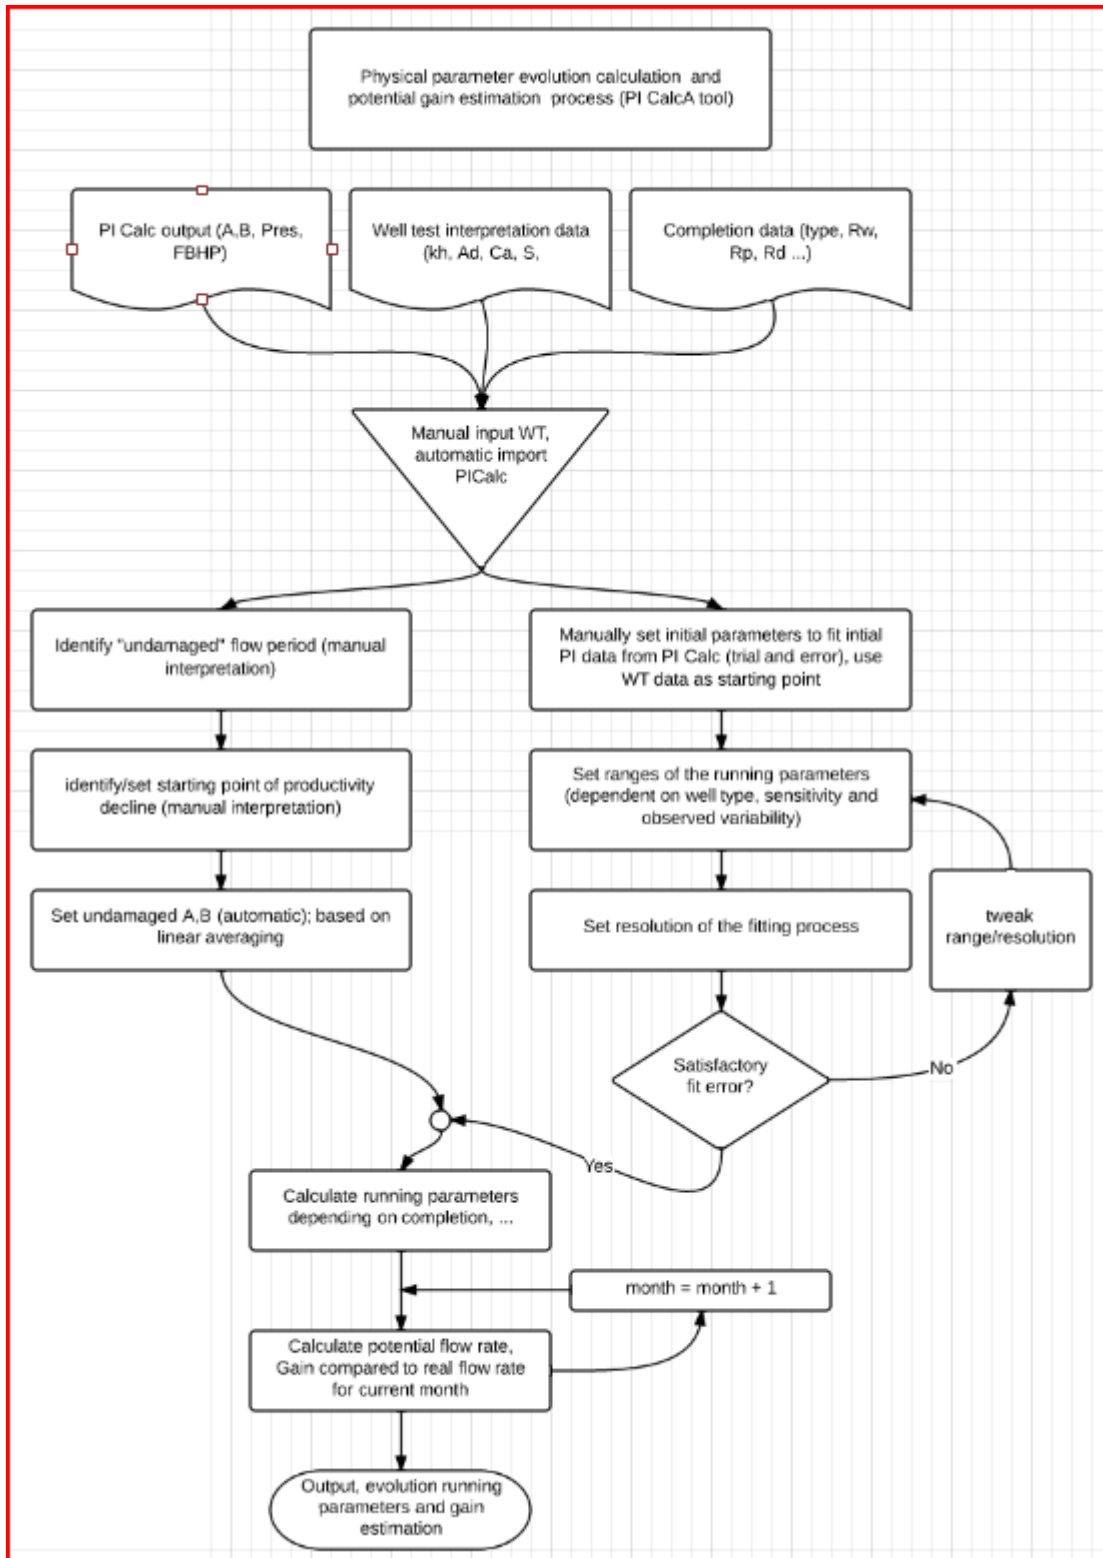 Physical parameter evolution calculation and
potential gain estimation process (PI CalcA tool)
PI Calc output (A,B, Pres,
FBHP)
Well test interpretation data
(kh, Ad, Ca, S,
Completion data (type, Rw,
Rp, Rd ...)
Manual input WT,
automatic import
PICalc
Identify "undamaged" flow period (manual
interpretation)
Manually set initial parameters to fit intial
PI data from PI Calc (trial and error), use
WT data as starting point
identify/set starting point of productivity
decline (manual interpretation)
Set ranges of the running parameters
(dependent on well type, sensitivity and
observed variability)
Set undamaged A,B (automatic); based on
linear averaging
Set resolution of the fitting process
tweak
range/resolution
Satisfactory
fit error?
No
Yes
Calculate running parameters
depending on completion, ...
month = month + 1
Calculate potential flow rate,
Gain compared to real flow rate
for current month
Output, evolution running
parameters and gain
estimation